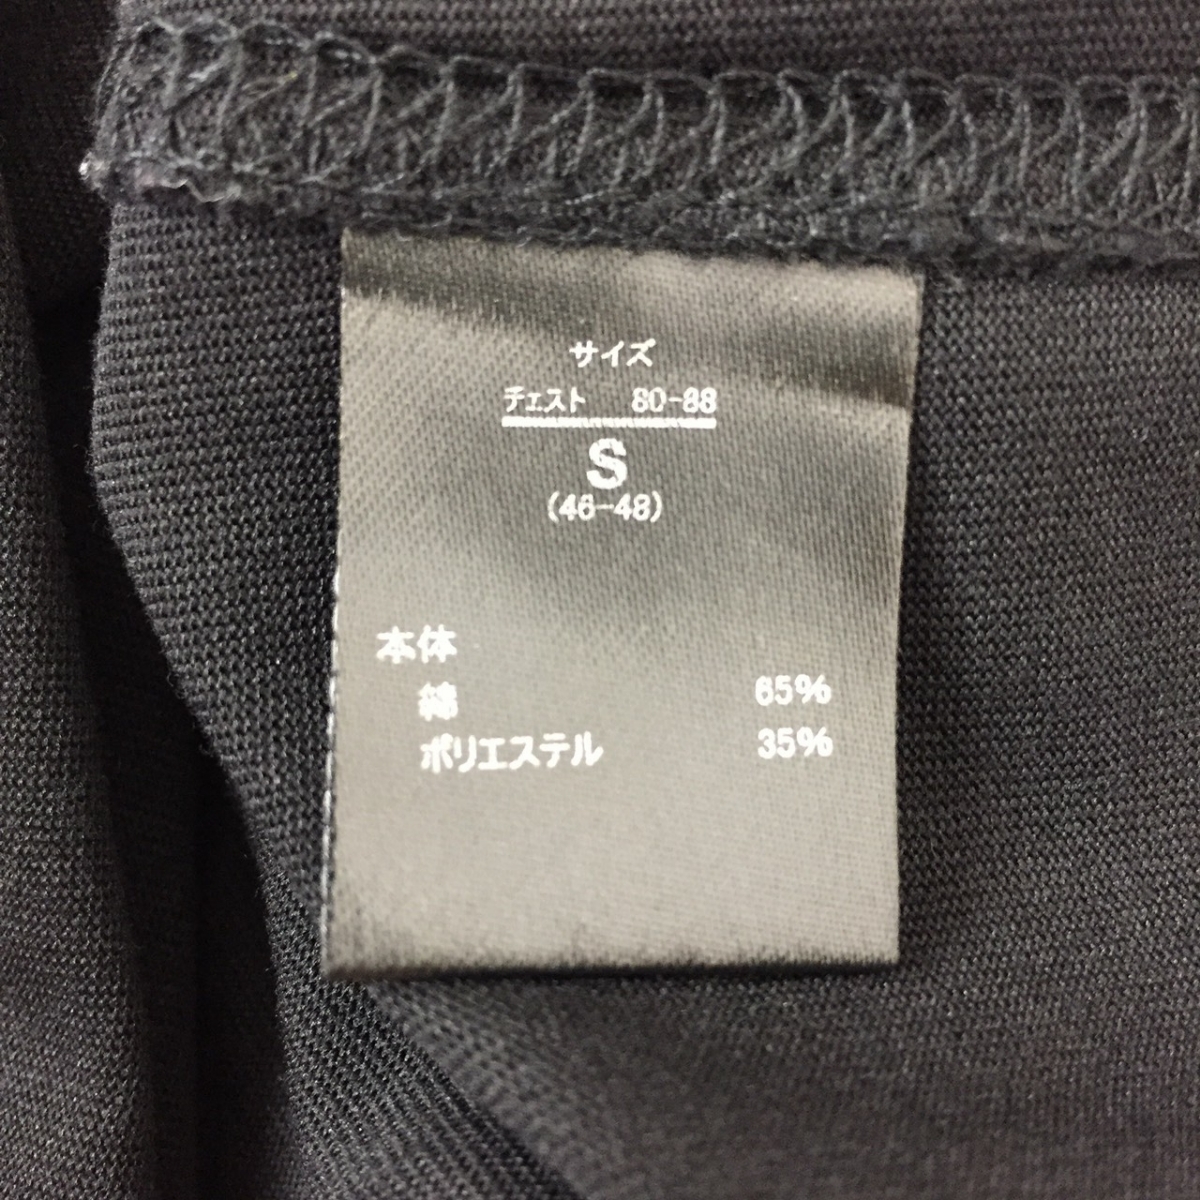 サイズ
チェスト 80-88
S
(46-48)
本体
綿 65%
ポリエステル 35%